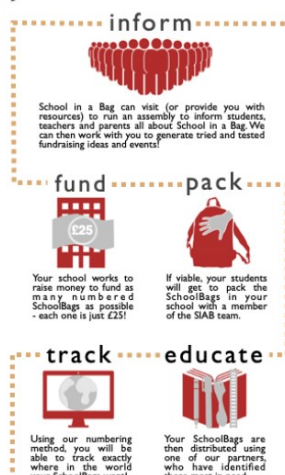 inform
School in a Bag can visit (or provide you with
resources) to run an assembly to inform students,
teachers and parents all about School in a Bag. We
can then work with you to generate tried and tested
fundraising ideas and events!
fund
pack
£25
Your school works to
raise money to fund as
many numbered
SchoolBags as possible
- each one is just £25!
If viable, your students
will get to pack the
SchoolBags in your
school with a member
of the SIAB team.
track
educate
Using our numbering
method, you will be
able to track exactly
where in the world
Your SchoolBags are
then distributed using
one of our partners,
who have identified